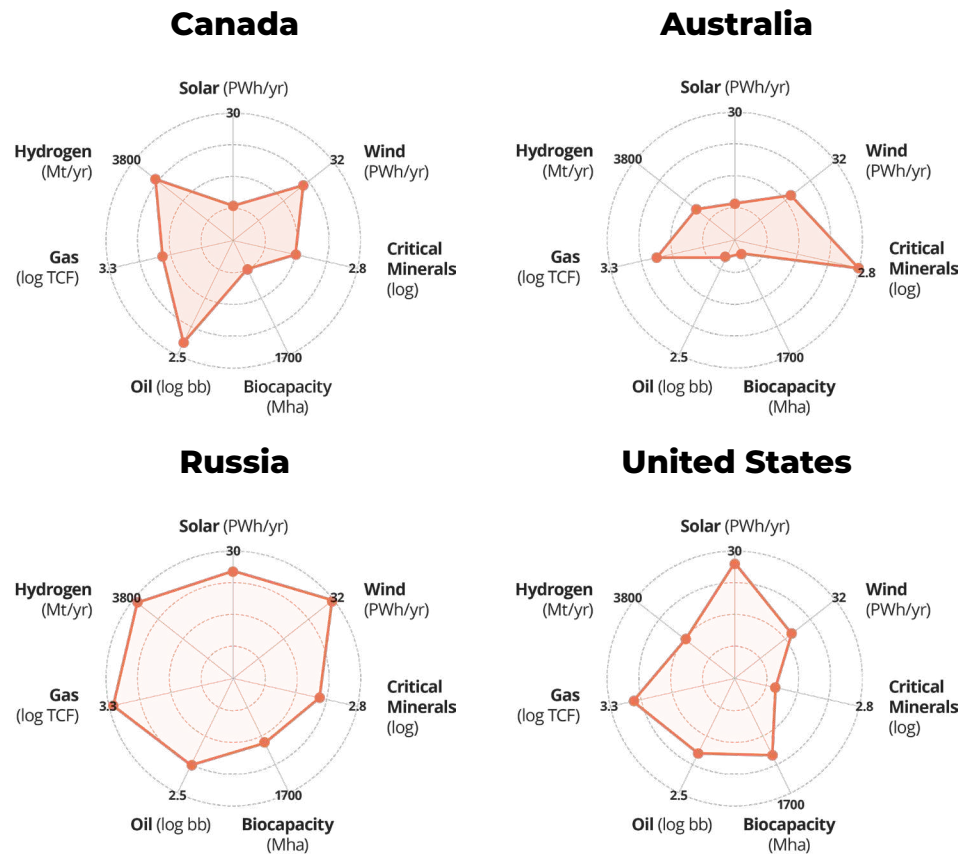 Canada
Solar (PWh/yr)
30
Hydrogen
(Mt/yr)
3800
32
Wind
(PWh/yr)
Gas
(log TCF)
3.3
2.8
Critical
Minerals
(log)
2.5
1700
Oil (log bb)
Biocapacity
(Mha)
Australia
Solar (PWh/yr)
30
Hydrogen
(Mt/yr)
3800
32
Wind
(PWh/yr)
Gas
(log TCF)
3.3
2.8
Critical
Minerals
(log)
2.5
1700
Oil (log bb)
Biocapacity
(Mha)
Russia
Solar (PWh/yr)
30
Hydrogen
(Mt/yr)
3800
32
Wind
(PWh/yr)
Gas
(log TCF)
3.3
2.8
Critical
Minerals
(log)
2.5
1700
Oil (log bb)
Biocapacity
(Mha)
United States
Solar (PWh/yr)
30
Hydrogen
(Mt/yr)
3800
32
Wind
(PWh/yr)
Gas
(log TCF)
3.3
2.8
Critical
Minerals
(log)
2.5
1700
Oil (log bb)
Biocapacity
(Mha)